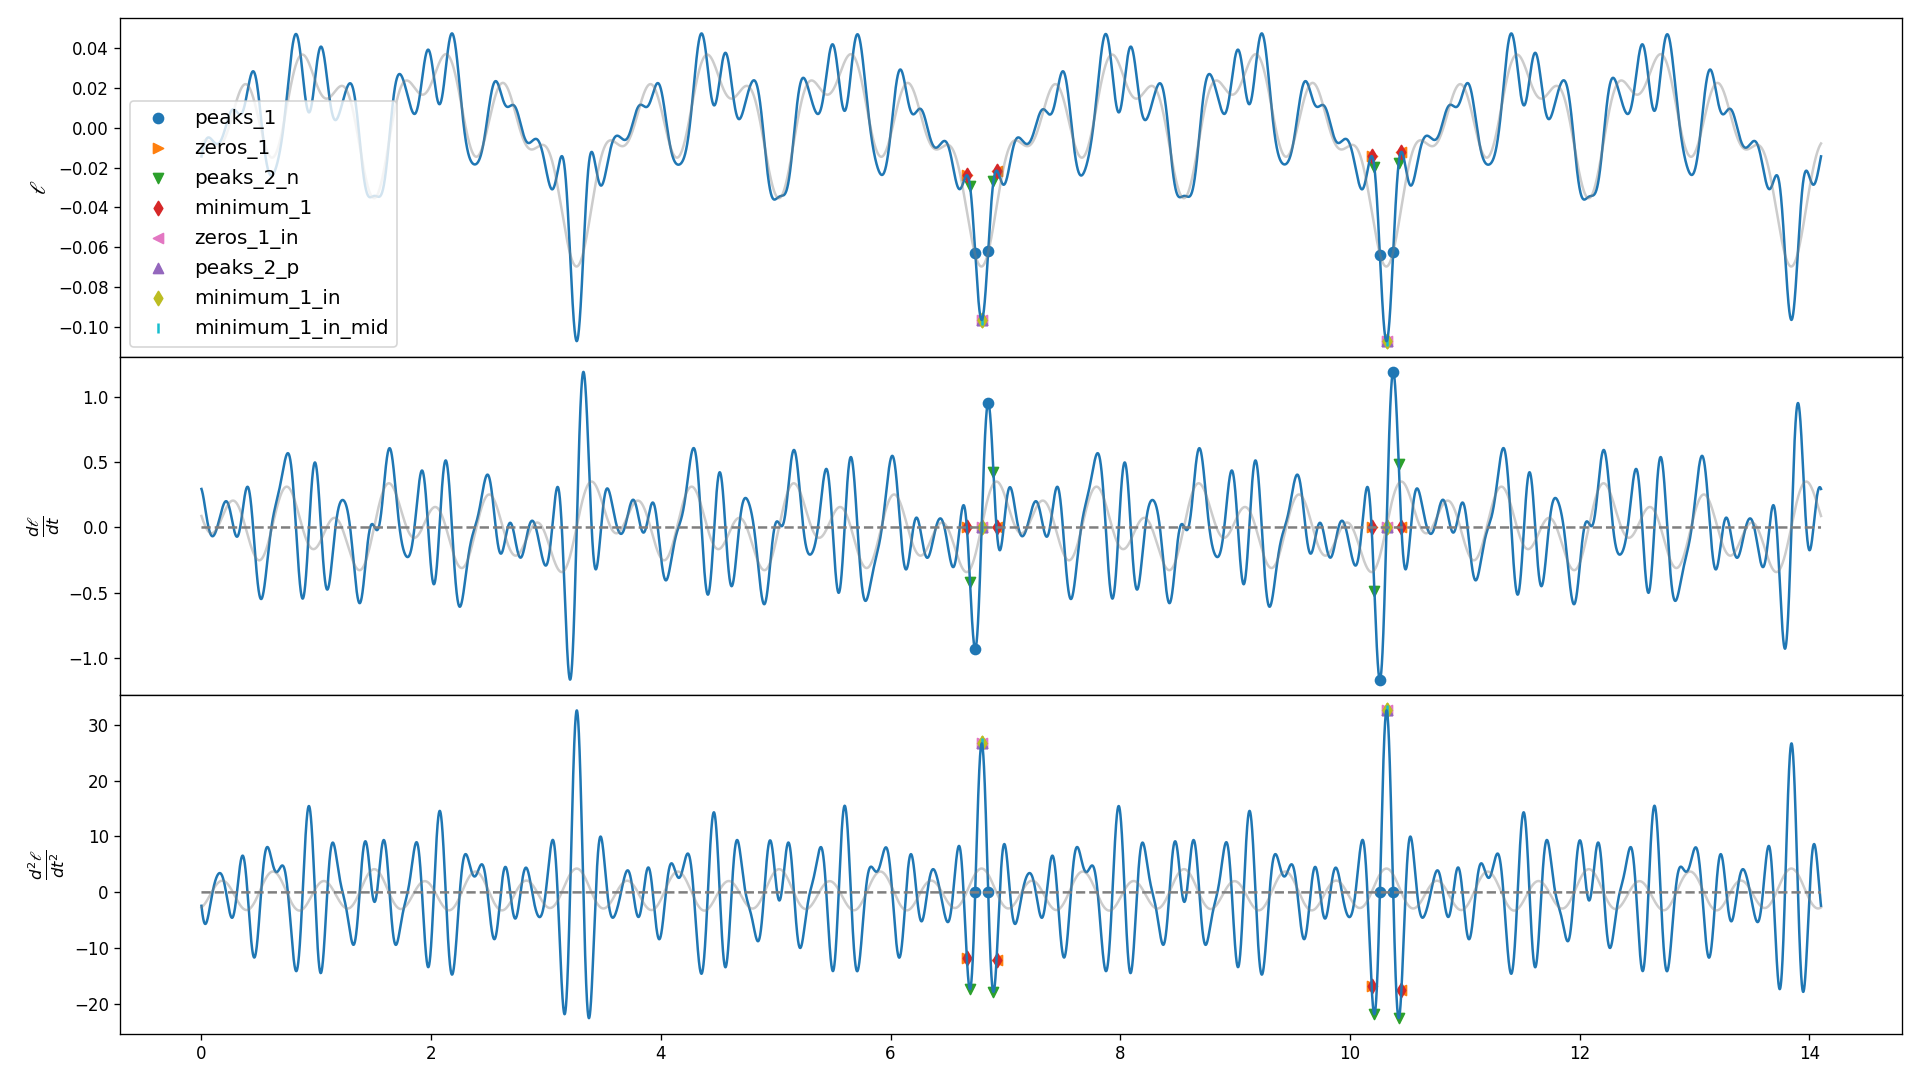 0.04
0.02
0.00
−0.02
−0.04
−0.06
−0.08
−0.10
ℓ
peaks_1
zeros_1
peaks_2_n
minimum_1
zeros_1_in
peaks_2_p
minimum_1_in
minimum_1_in_mid
1.0
0.5
0.0
−0.5
−1.0
dℓ/dt
30
20
10
0
−10
−20
d²ℓ/dt²
0 2 4 6 8 10 12 14